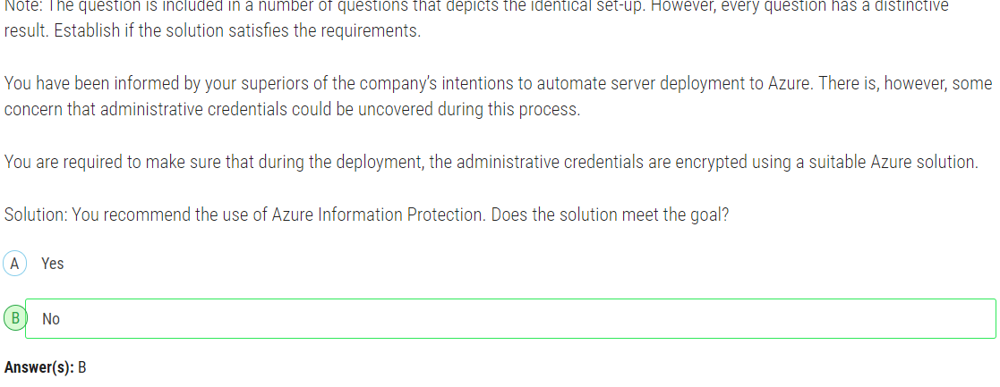 Note: The question is included in a number of questions that depicts the identical set-up. However, every question has a distinctive
result. Establish if the solution satisfies the requirements.
You have been informed by your superiors of the company's intentions to automate server deployment to Azure. There is, however, some
concern that administrative credentials could be uncovered during this process.
You are required to make sure that during the deployment, the administrative credentials are encrypted using a suitable Azure solution.
Solution: You recommend the use of Azure Information Protection. Does the solution meet the goal?
A Yes
B No
Answer(s): B